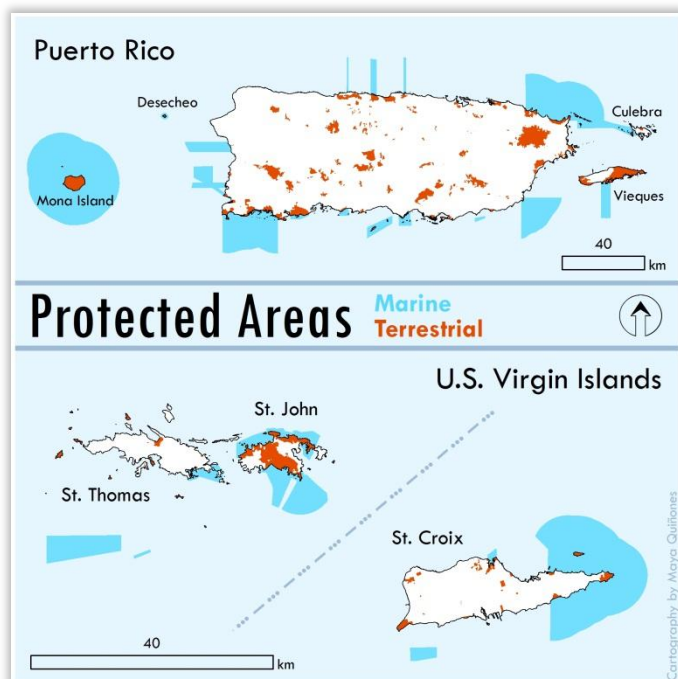 Puerto Rico
Desecheo
Culebra
Mona Island
Vieques
40
km
Protected Areas
Marine
Terrestrial
U.S. Virgin Islands
St. John
St. Thomas
St. Croix
40
km
Cartography by Maya Quiñones